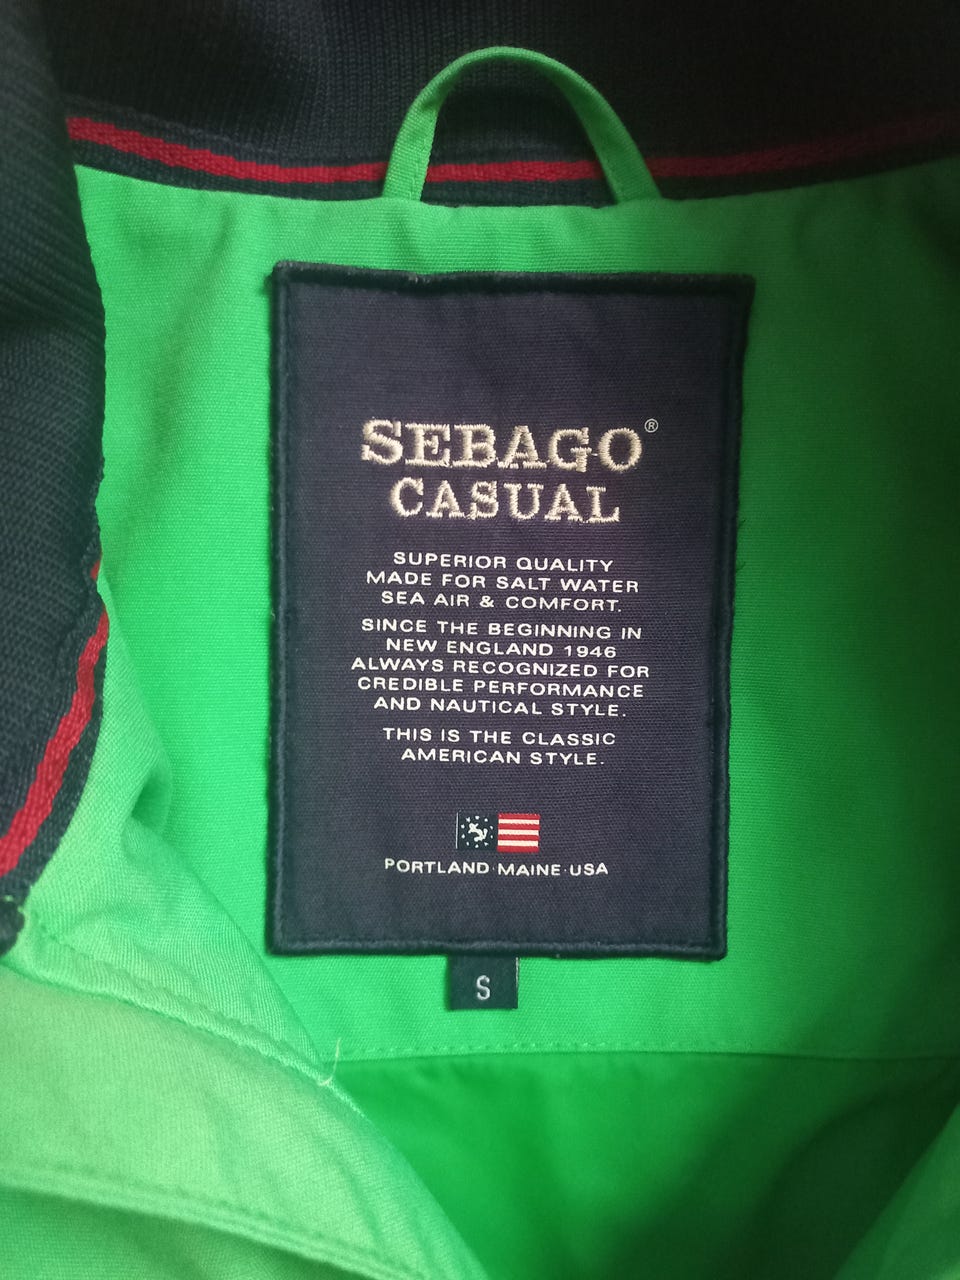 SEBAGO®
CASUAL
SUPERIOR QUALITY
MADE FOR SALT WATER
SEA AIR & COMFORT.
SINCE THE BEGINNING IN
NEW ENGLAND 1946
ALWAYS RECOGNIZED FOR
CREDIBLE PERFORMANCE
AND NAUTICAL STYLE.
THIS IS THE CLASSIC
AMERICAN STYLE.
PORTLAND·MAINE·USA
S